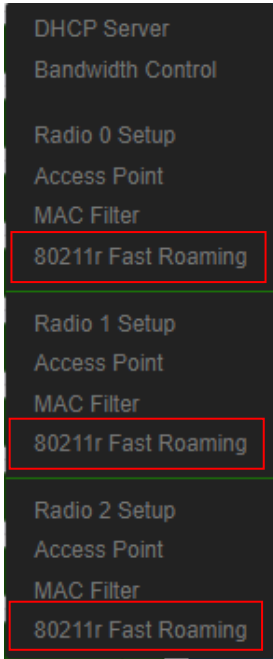 DHCP Server
Bandwidth Control
Radio 0 Setup
Access Point
MAC Filter
80211r Fast Roaming
Radio 1 Setup
Access Point
MAC Filter
80211r Fast Roaming
Radio 2 Setup
Access Point
MAC Filter
80211r Fast Roaming